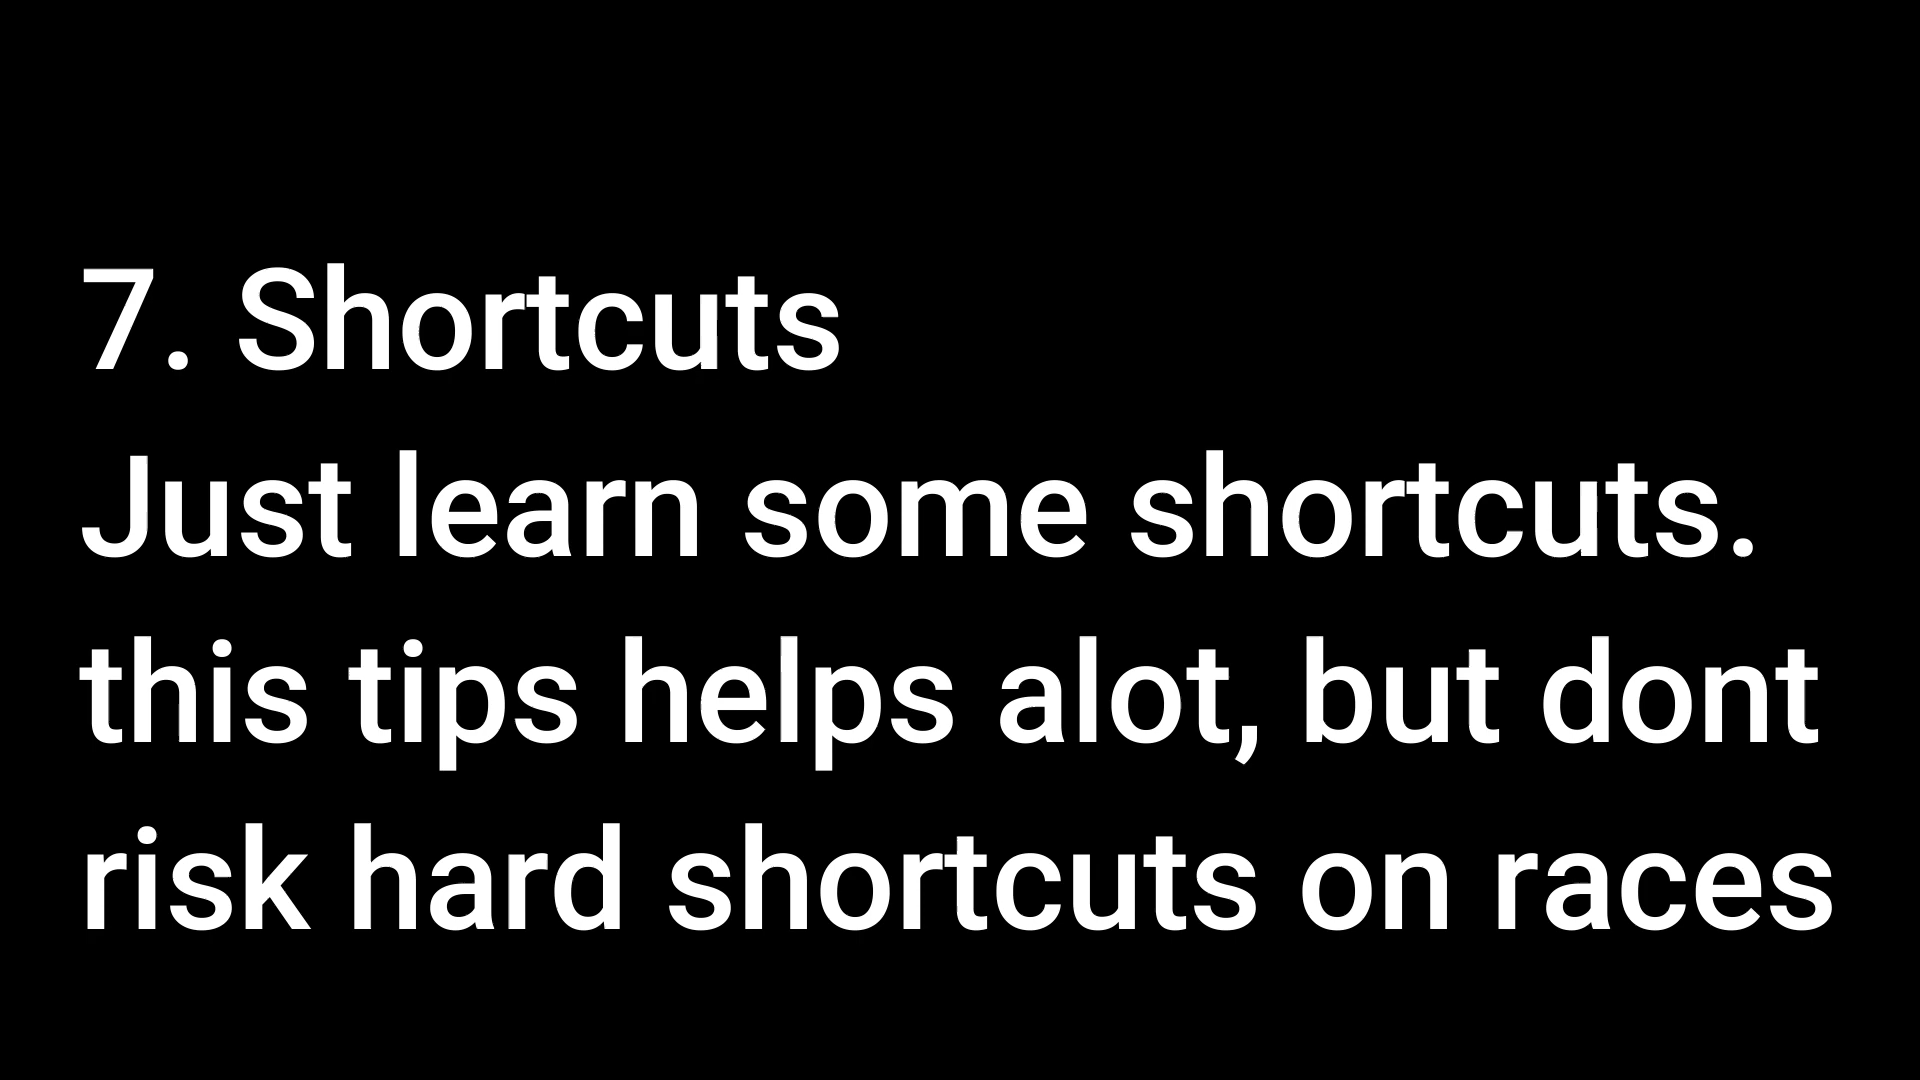 7. Shortcuts
Just learn some shortcuts.
this tips helps alot, but dont
risk hard shortcuts on races